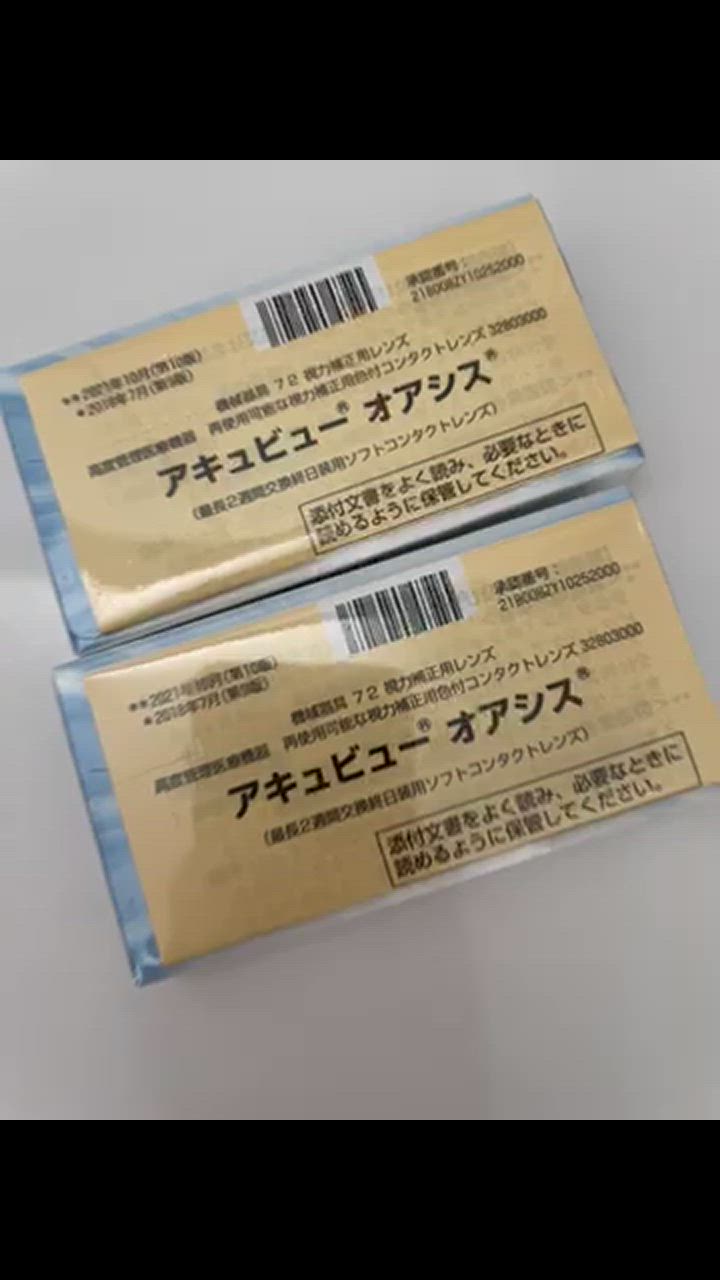 承認番号：
21800BZY10252000
**2021年10月(第10版)
*2018年7月(第9版)
機械器具 72 視力補正用レンズ
高度管理医療機器 再使用可能な視力補正用色付コンタクトレンズ 32803000
アキュビュー® オアシス®
(最長2週間交換終日装用ソフトコンタクトレンズ)
添付文書をよく読み、必要なときに
読めるように保管してください。
承認番号：
21800BZY10252000
**2021年10月(第10版)
*2018年7月(第9版)
機械器具 72 視力補正用レンズ
高度管理医療機器 再使用可能な視力補正用色付コンタクトレンズ 32803000
アキュビュー® オアシス®
(最長2週間交換終日装用ソフトコンタクトレンズ)
添付文書をよく読み、必要なときに
読めるように保管してください。